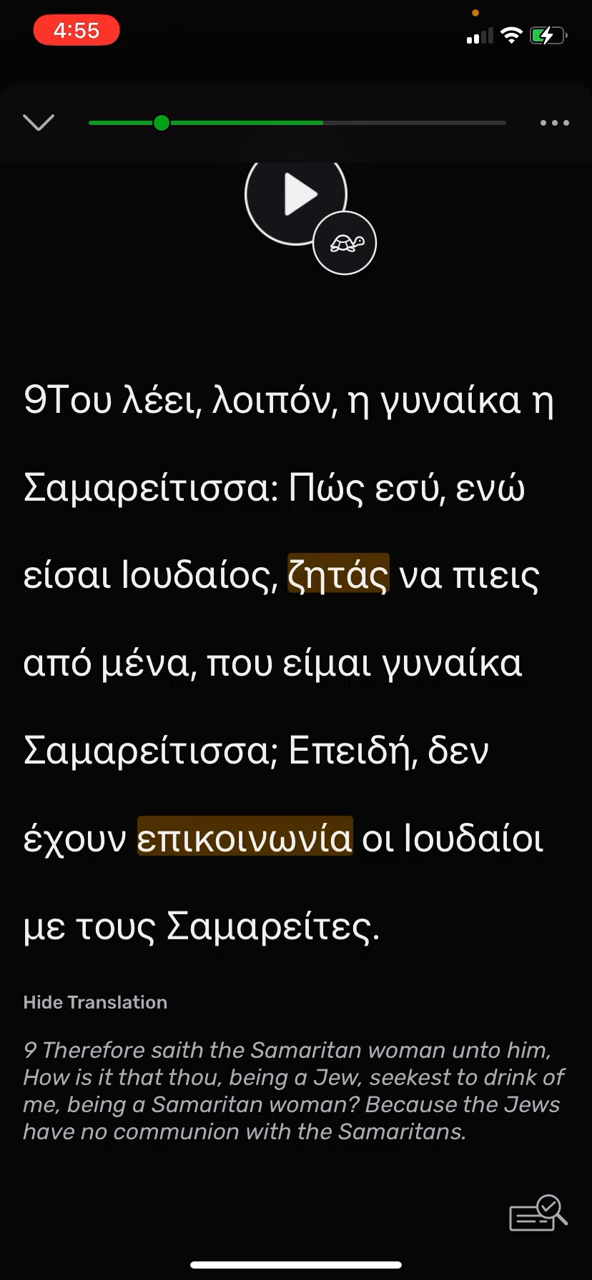 4:55
9Του λέει, λοιπόν, η γυναίκα η
Σαμαρείτισσα: Πώς εσύ, ενώ
είσαι Ιουδαίος, ζητάς να πιεις
από μένα, που είμαι γυναίκα
Σαμαρείτισσα; Επειδή, δεν
έχουν επικοινωνία οι Ιουδαίοι
με τους Σαμαρείτες.
Hide Translation
9 Therefore saith the Samaritan woman unto him,
How is it that thou, being a Jew, seekest to drink of
me, being a Samaritan woman? Because the Jews
have no communion with the Samaritans.